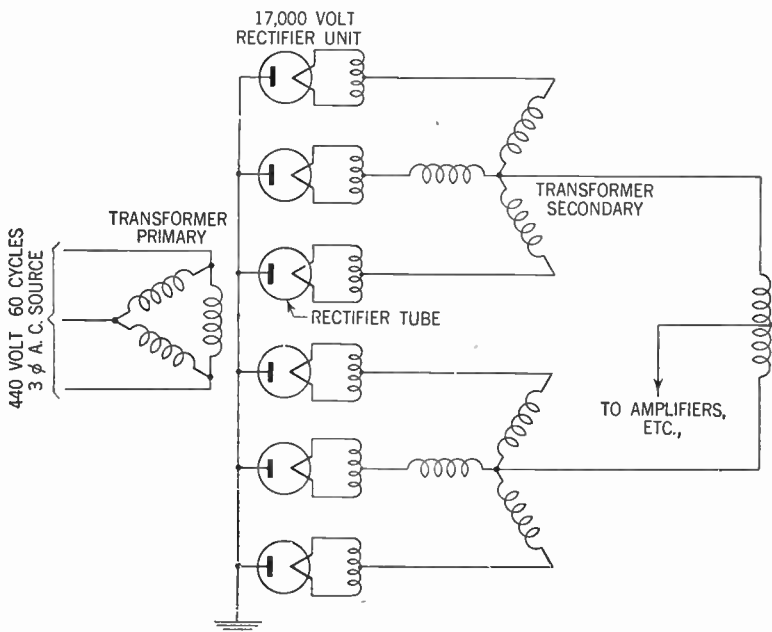 17,000 VOLT
RECTIFIER UNIT
TRANSFORMER
SECONDARY
TRANSFORMER
PRIMARY
440 VOLT 60 CYCLES
3 ϕ A. C. SOURCE
RECTIFIER TUBE
TO AMPLIFIERS,
ETC.,